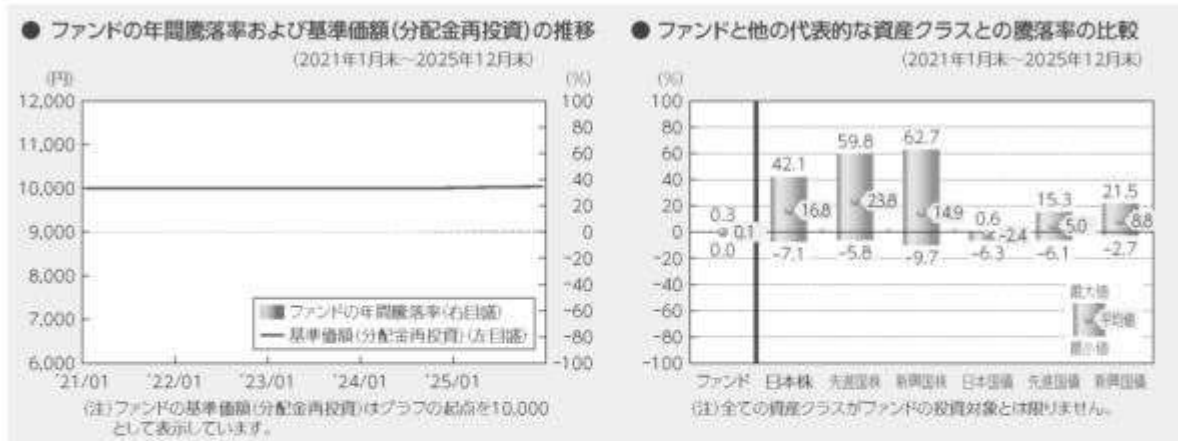 ● ファンドの年間騰落率および基準価額(分配金再投資)の推移
(2021年1月末~2025年12月末)
(円)
(%)
12,000
11,000
10,000
9,000
8,000
7,000
6,000
100
80
60
40
20
0
-20
-40
-60
-80
-100
ファンドの年間騰落率(右目盛)
基準価額(分配金再投資)(左目盛)
'21/01 '22/01 '23/01 '24/01 '25/01
(注)ファンドの基準価額(分配金再投資)はグラフの起点を10,000
として表示しています。
● ファンドと他の代表的な資産クラスとの騰落率の比較
(2021年1月末~2025年12月末)
(%)
100
80
60
40
20
0
-20
-40
-60
-80
-100
0.3 42.1 59.8 62.7 0.6 15.3 21.5
0.1 16.8 23.8 14.9 -2.4 5.0 8.8
0.0 -7.1 -5.8 -9.7 -6.3 -6.1 -2.7
最大値
平均値
最小値
ファンド 日本株 先進国株 新興国株 日本国債 先進国債 新興国債
(注)全ての資産クラスがファンドの投資対象とは限りません。